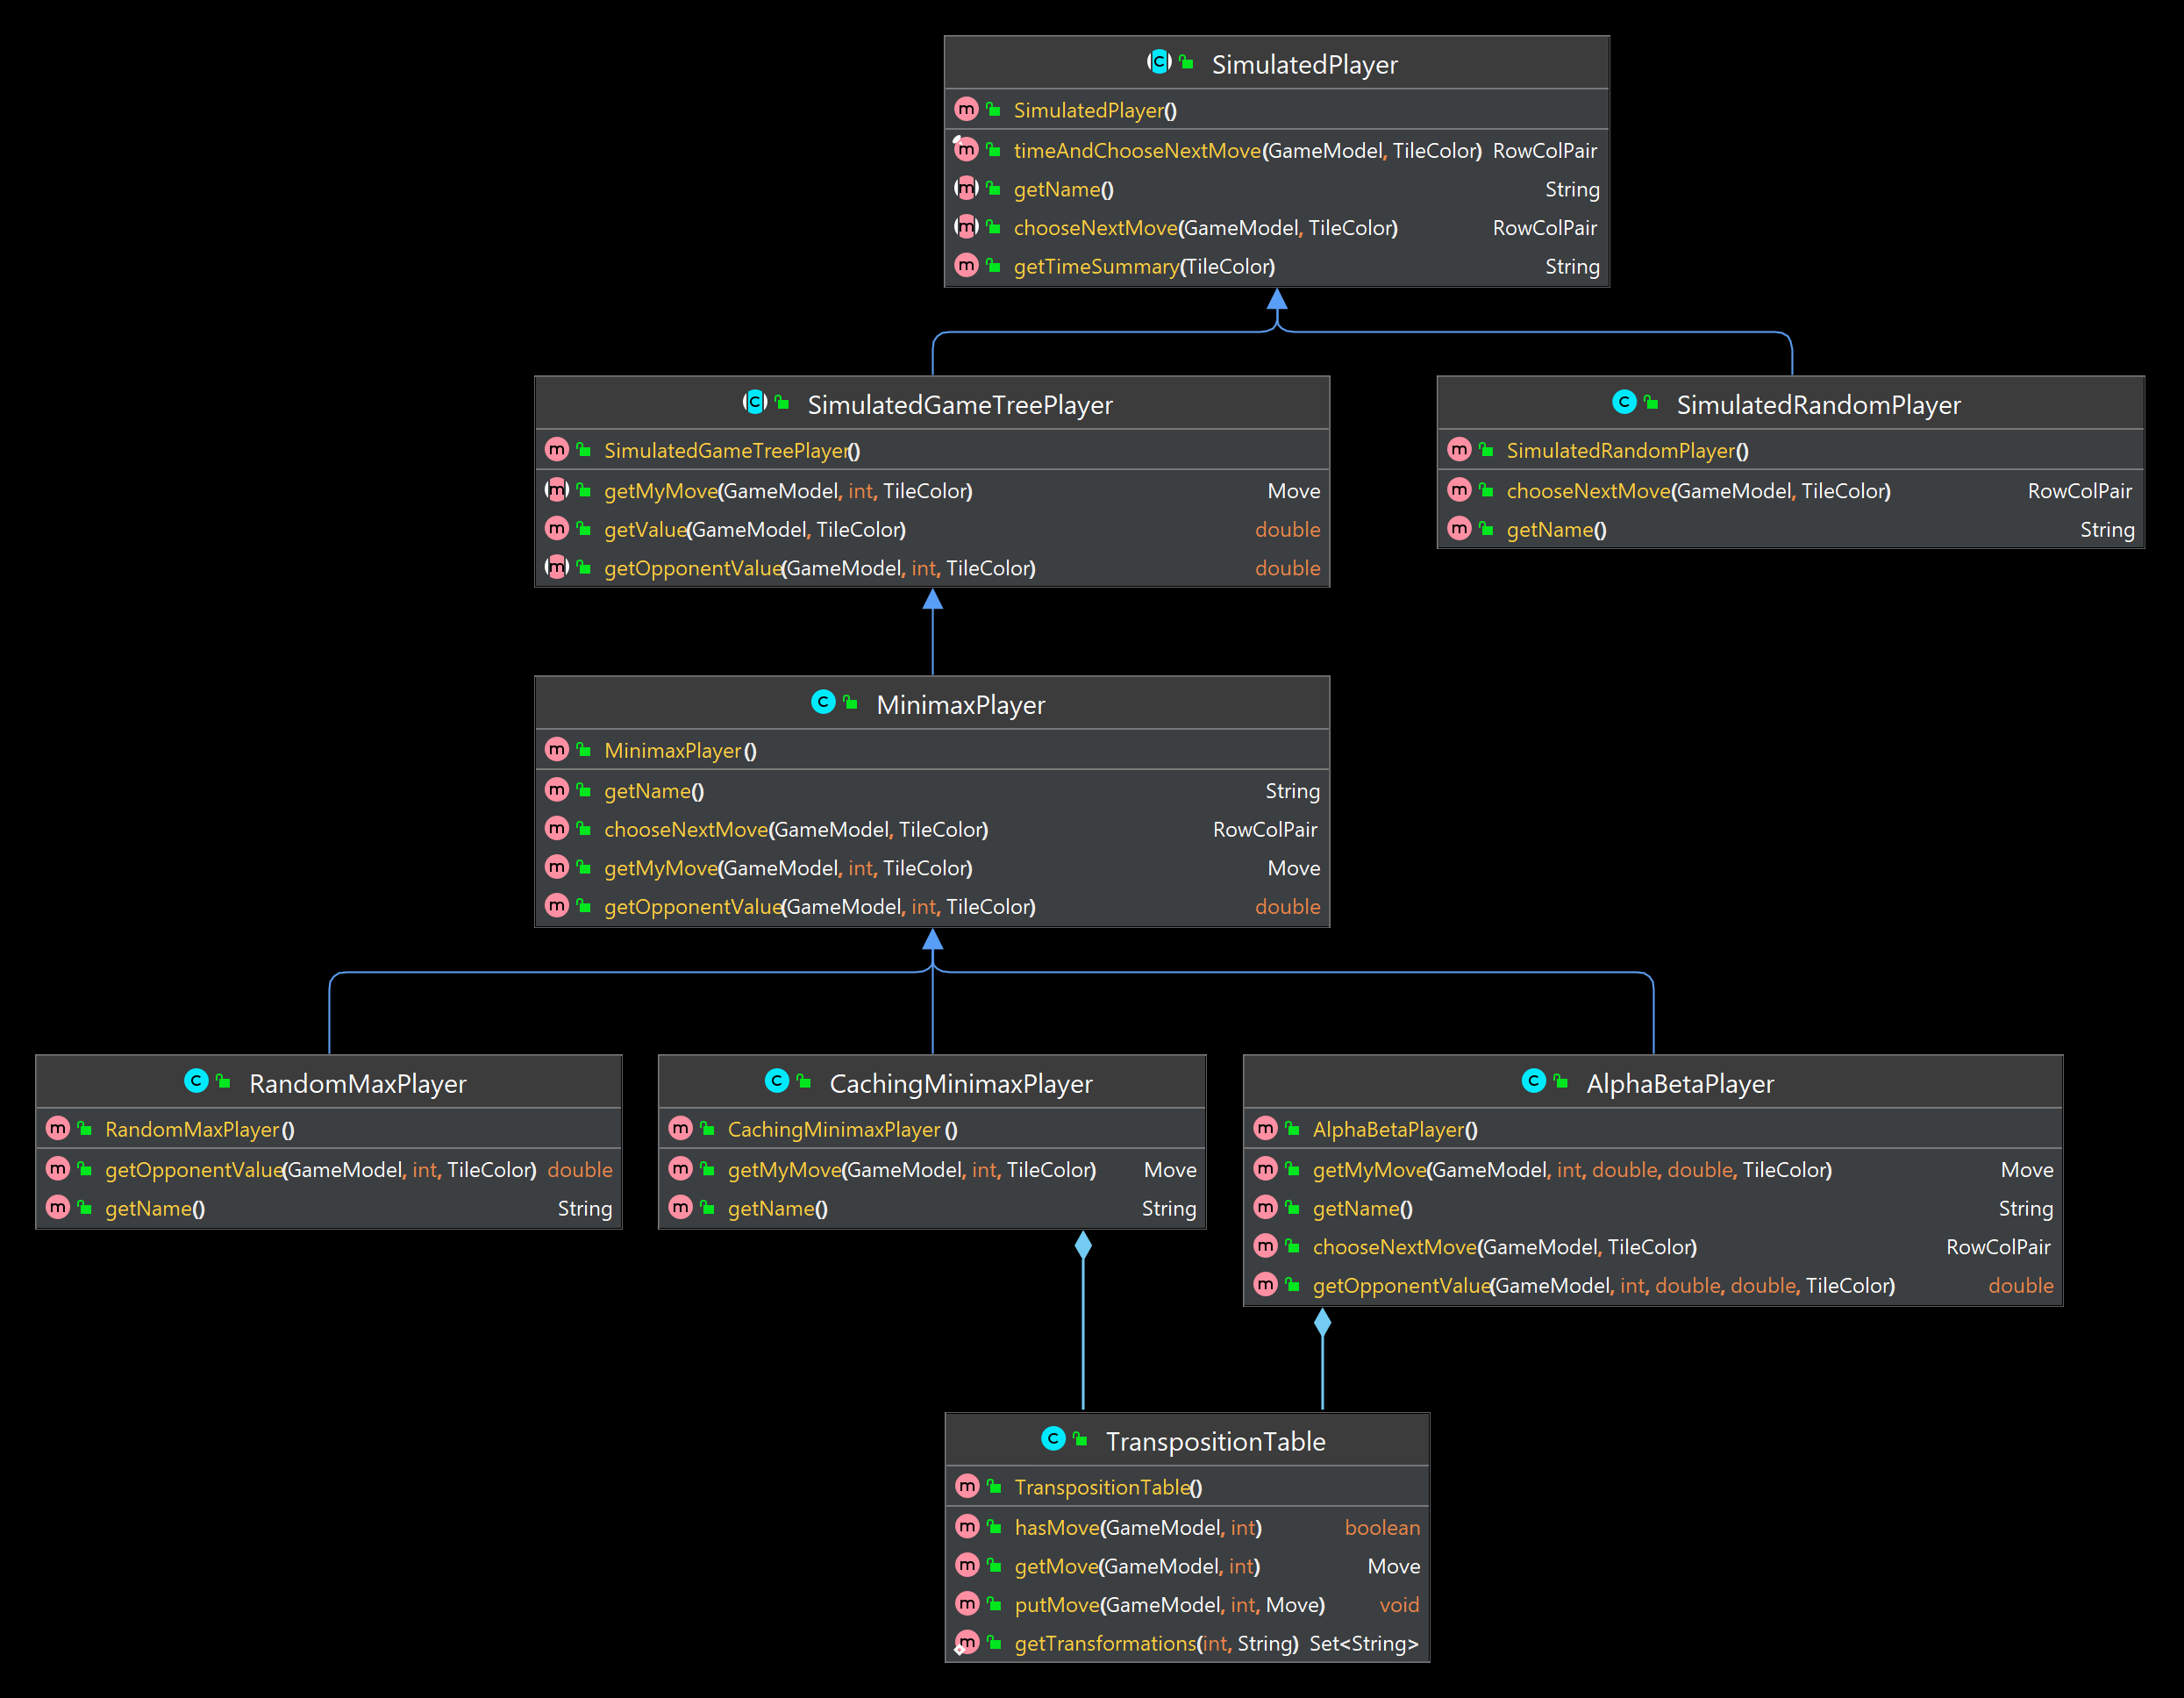 SimulatedPlayer
SimulatedPlayer()
timeAndChooseNextMove(GameModel, TileColor) RowColPair
getName() String
chooseNextMove(GameModel, TileColor) RowColPair
getTimeSummary(TileColor) String
SimulatedGameTreePlayer
SimulatedGameTreePlayer()
getMyMove(GameModel, int, TileColor) Move
getValue(GameModel, TileColor) double
getOpponentValue(GameModel, int, TileColor) double
SimulatedRandomPlayer
SimulatedRandomPlayer()
chooseNextMove(GameModel, TileColor) RowColPair
getName() String
MinimaxPlayer
MinimaxPlayer()
getName() String
chooseNextMove(GameModel, TileColor) RowColPair
getMyMove(GameModel, int, TileColor) Move
getOpponentValue(GameModel, int, TileColor) double
RandomMaxPlayer
RandomMaxPlayer()
getOpponentValue(GameModel, int, TileColor) double
getName() String
CachingMinimaxPlayer
CachingMinimaxPlayer()
getMyMove(GameModel, int, TileColor) Move
getName() String
AlphaBetaPlayer
AlphaBetaPlayer()
getMyMove(GameModel, int, double, double, TileColor) Move
getName() String
chooseNextMove(GameModel, TileColor) RowColPair
getOpponentValue(GameModel, int, double, double, TileColor) double
TranspositionTable
TranspositionTable()
hasMove(GameModel, int) boolean
getMove(GameModel, int) Move
putMove(GameModel, int, Move) void
getTransformations(int, String) Set<String>